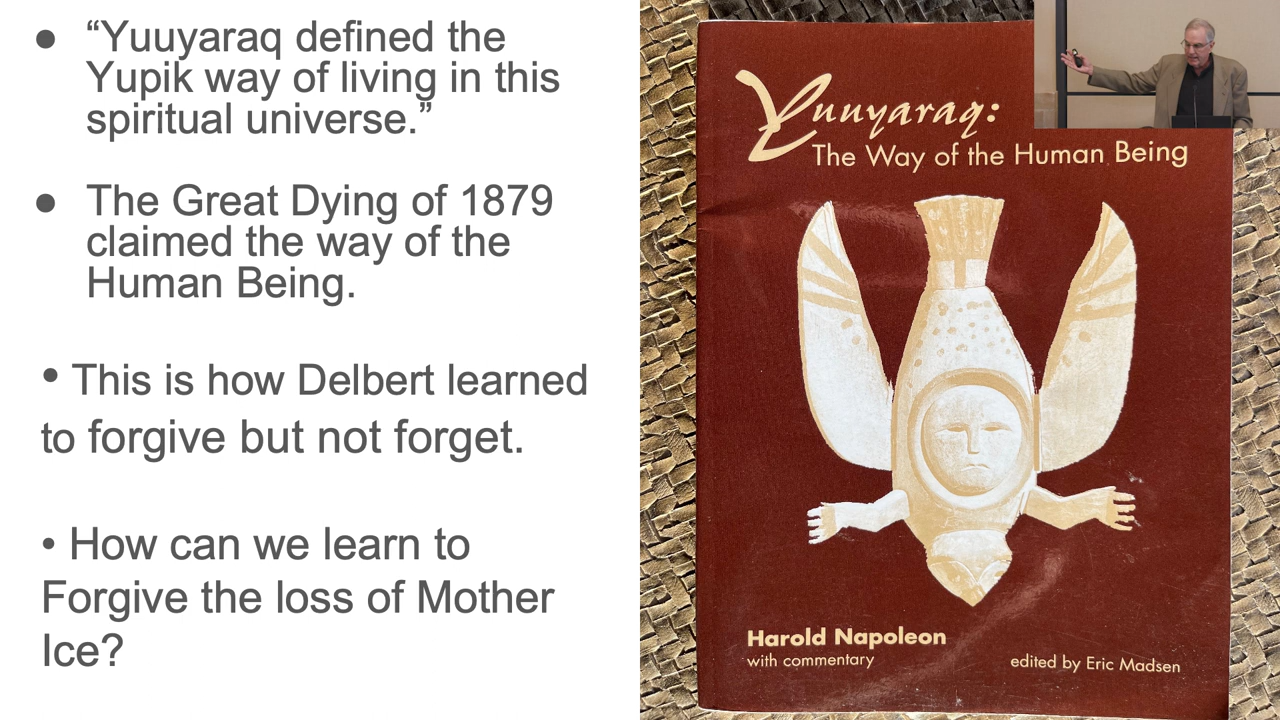 ● “Yuuyaraq defined the
Yupik way of living in this
spiritual universe.”
● The Great Dying of 1879
claimed the way of the
Human Being.
• This is how Delbert learned
to forgive but not forget.
• How can we learn to
Forgive the loss of Mother
Ice?
Yuuyaraq:
The Way of the Human Being
Harold Napoleon
with commentary
edited by Eric Madsen